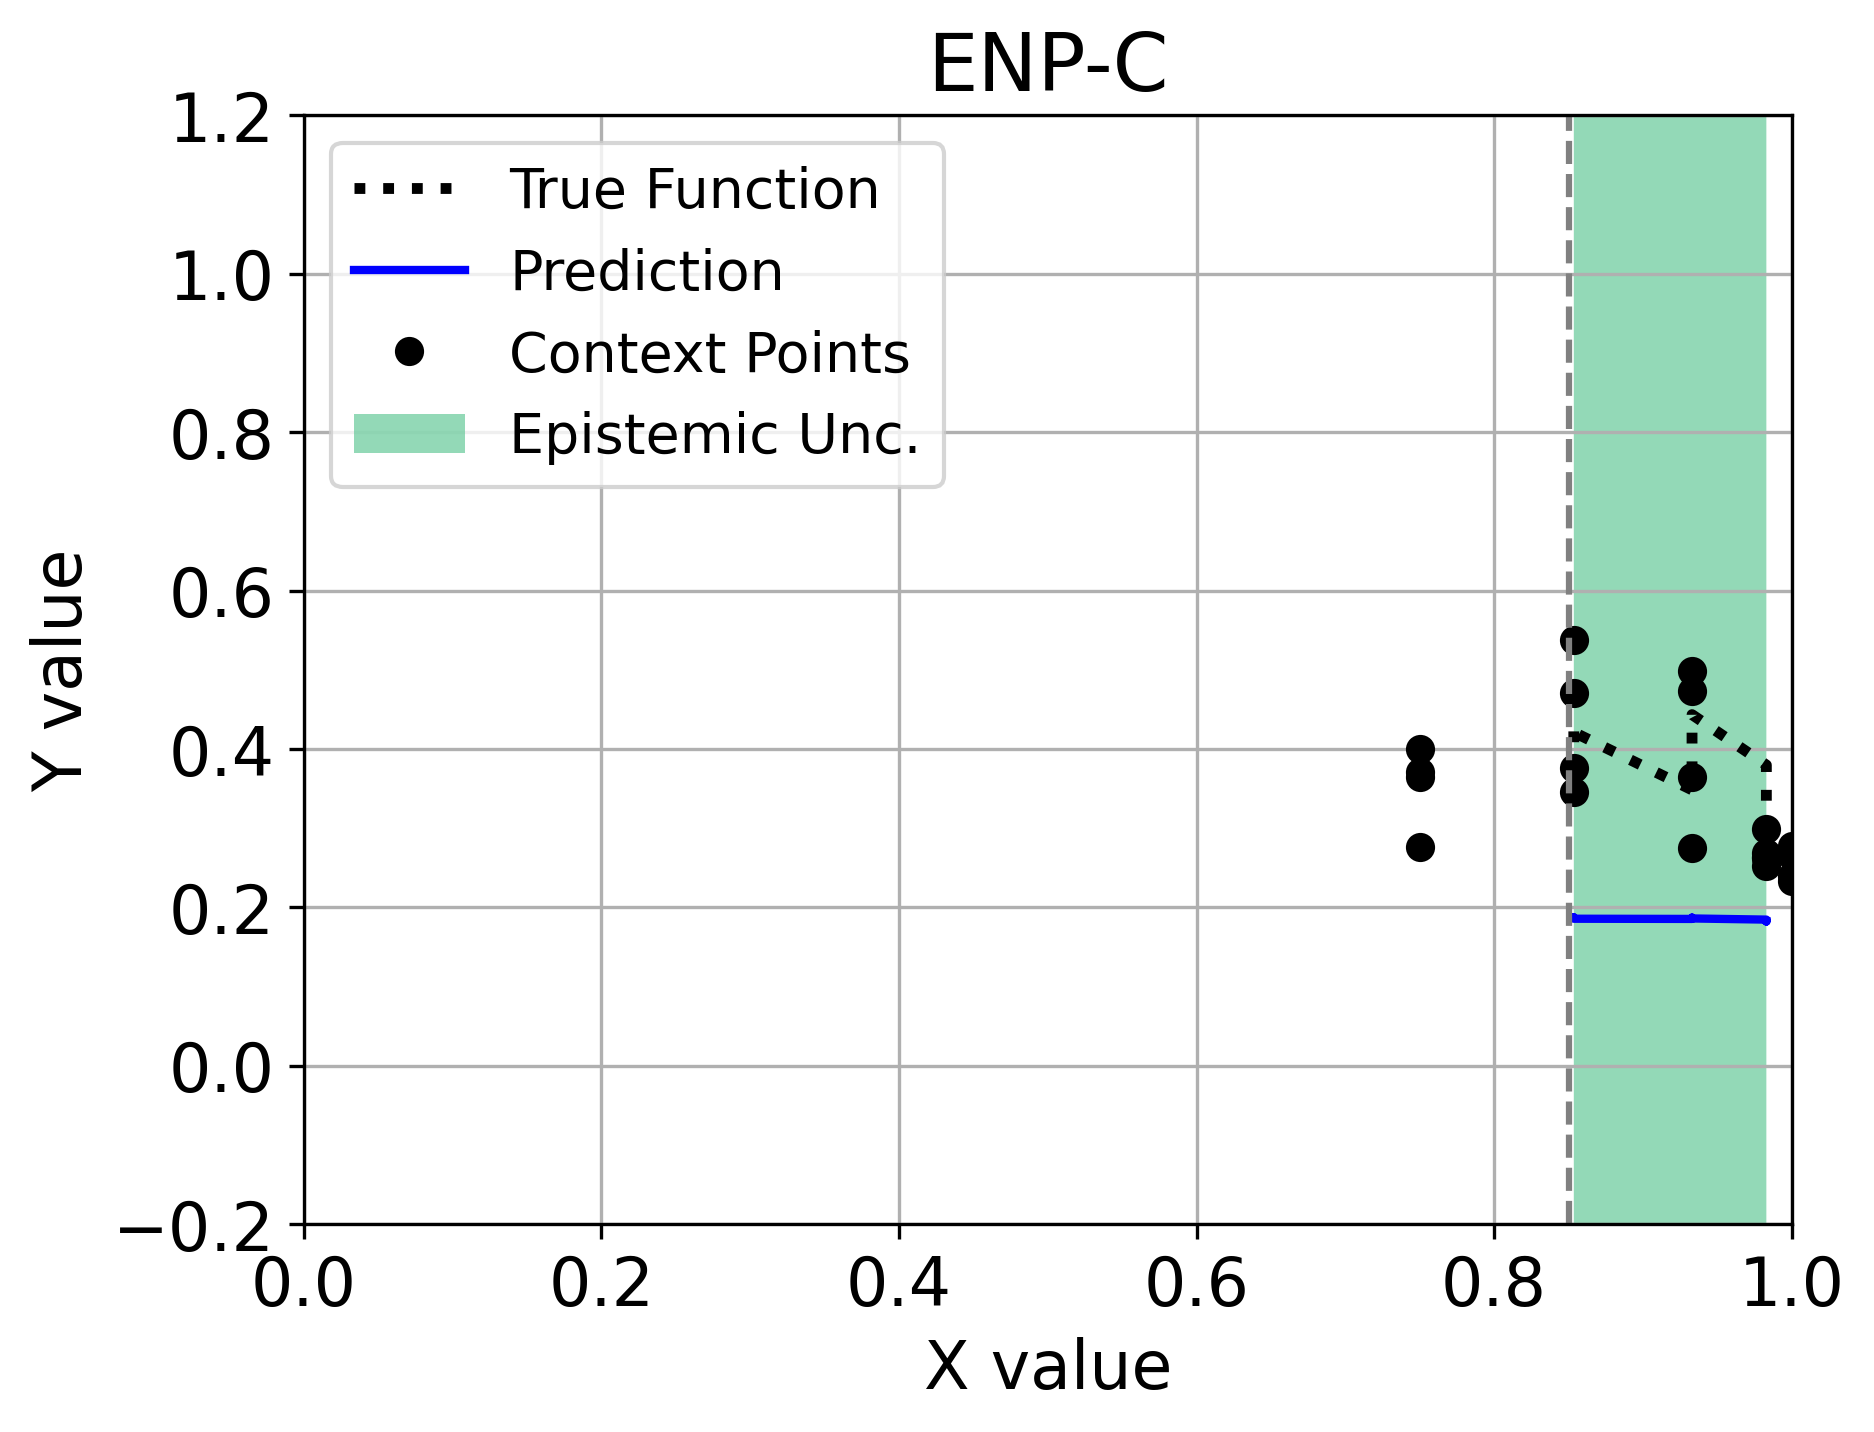 ENP-C
1.2
1.0
0.8
0.6
0.4
0.2
0.0
−0.2
Y value
True Function
Prediction
Context Points
Epistemic Unc.
0.0 0.2 0.4 0.6 0.8 1.0
X value